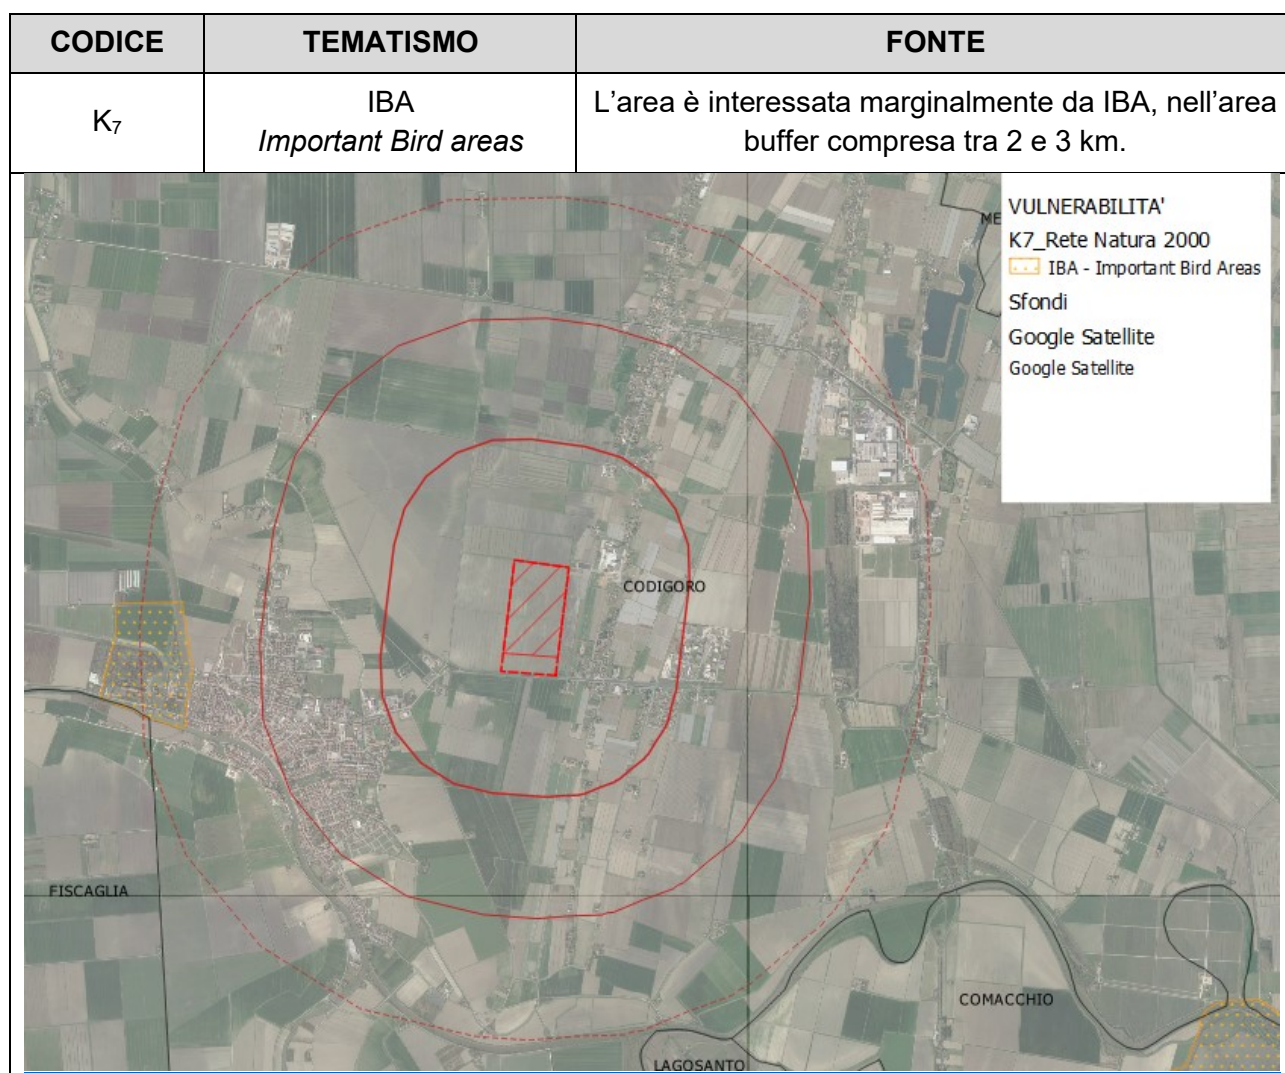 CODICE TEMATISMO FONTE
K₇
IBA
Important Bird areas
L'area è interessata marginalmente da IBA, nell'area
buffer compresa tra 2 e 3 km.
ME
VULNERABILITA'
K7_Rete Natura 2000
IBA - Important Bird Areas
Sfondi
Google Satellite
Google Satellite
CODIGORO
FISCAGLIA
COMACCHIO
LAGOSANTO